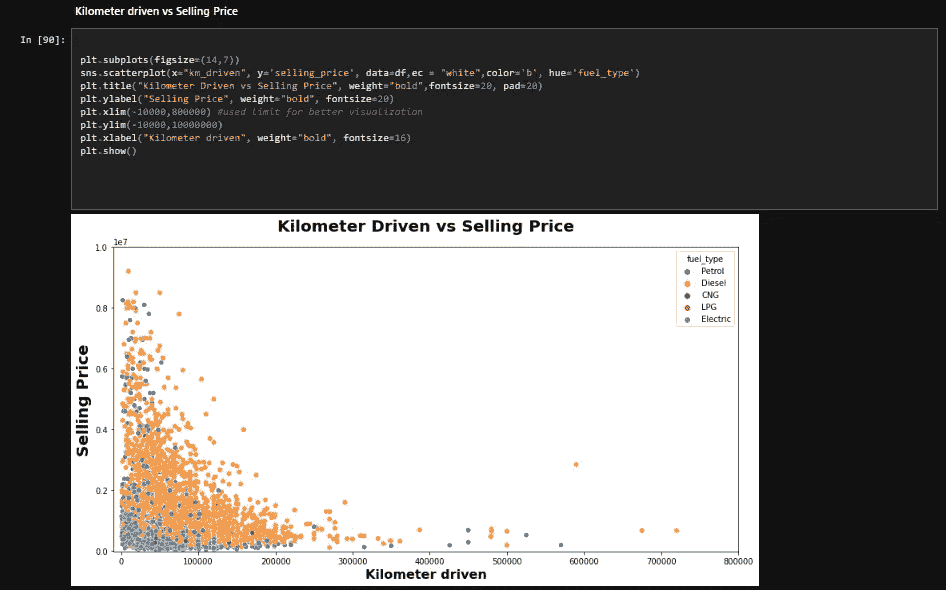 Kilometer driven vs Selling Price
In [90]:
plt.subplots(figsize=(14,7))
sns.scatterplot(x="km_driven", y='selling_price', data=df,ec = "white",color='b', hue='fuel_type')
plt.title("Kilometer Driven vs Selling Price", weight="bold",fontsize=20, pad=20)
plt.ylabel("Selling Price", weight="bold", fontsize=20)
plt.xlim(-10000,800000) #used limit for better visualization
plt.ylim(-10000,10000000)
plt.xlabel("Kilometer driven", weight="bold", fontsize=16)
plt.show()
Kilometer Driven vs Selling Price
1e7
1.0
0.8
0.6
0.4
0.2
0.0
Selling Price
fuel_type
Petrol
Diesel
CNG
LPG
Electric
0 100000 200000 300000 400000 500000 600000 700000 800000
Kilometer driven